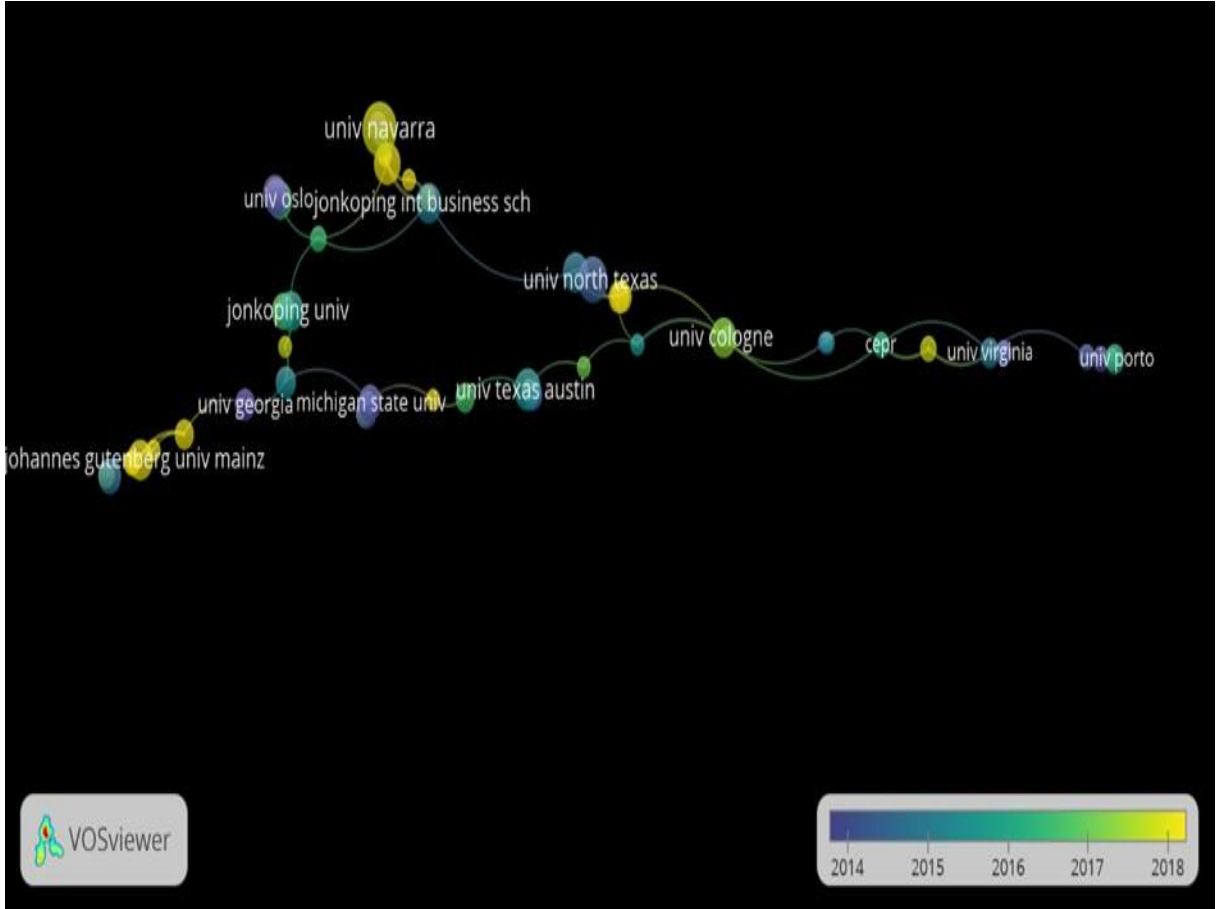 univ navarra
univ oslo
jonkoping int business sch
univ north texas
jonkoping univ
univ cologne
cepr
univ virginia
univ porto
univ georgia
michigan state univ
univ texas austin
johannes gutenberg univ mainz
VOSviewer
2014 2015 2016 2017 2018